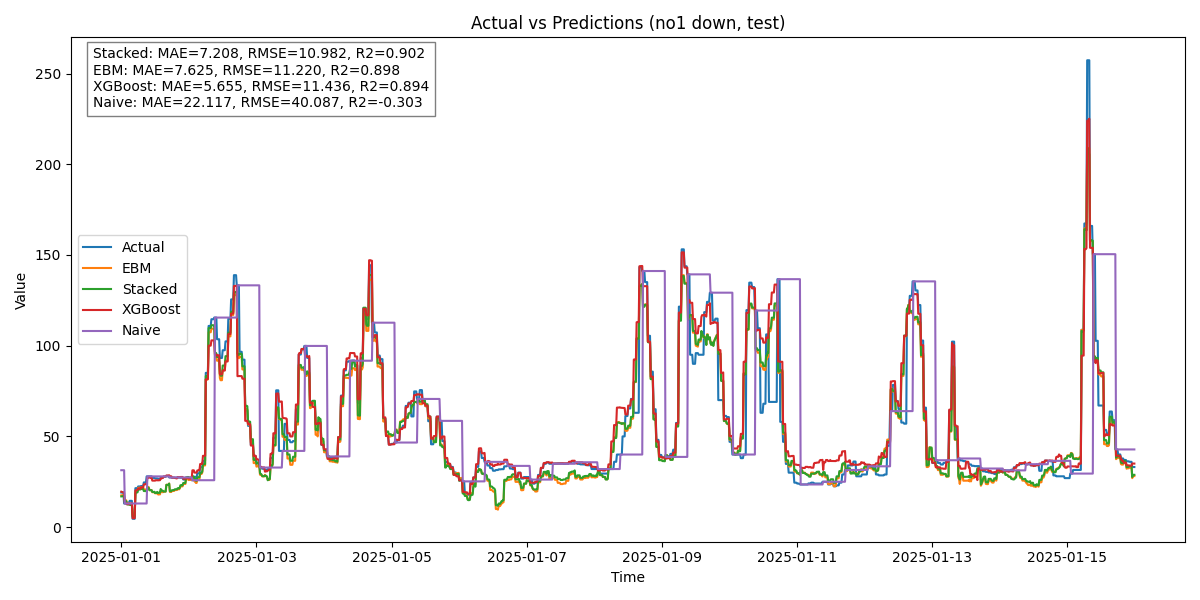 Actual vs Predictions (no1 down, test)
Stacked: MAE=7.208, RMSE=10.982, R2=0.902
EBM: MAE=7.625, RMSE=11.220, R2=0.898
XGBoost: MAE=5.655, RMSE=11.436, R2=0.894
Naive: MAE=22.117, RMSE=40.087, R2=-0.303
Actual
EBM
Stacked
XGBoost
Naive
Value
250
200
150
100
50
0
2025-01-01 2025-01-03 2025-01-05 2025-01-07 2025-01-09 2025-01-11 2025-01-13 2025-01-15
Time